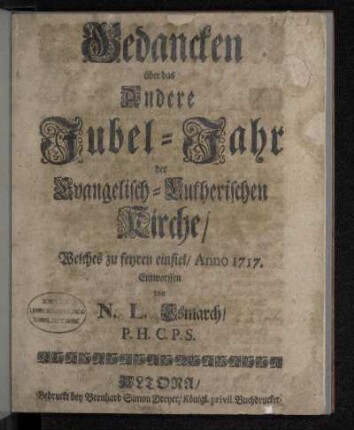 Gedancken
über das
Andere
Jubel-Jahr
der
Evangelisch-Lutherischen
Kirche/
Welches zu feyren einfiel/ Anno 1717.
Entworffen
von
N. L. Esmarch/
P. H. C. P. S.
ALTONA/
Gedruckt bey Bernhard Simon Dreyer/ Königl. privil. Buchdrucker/